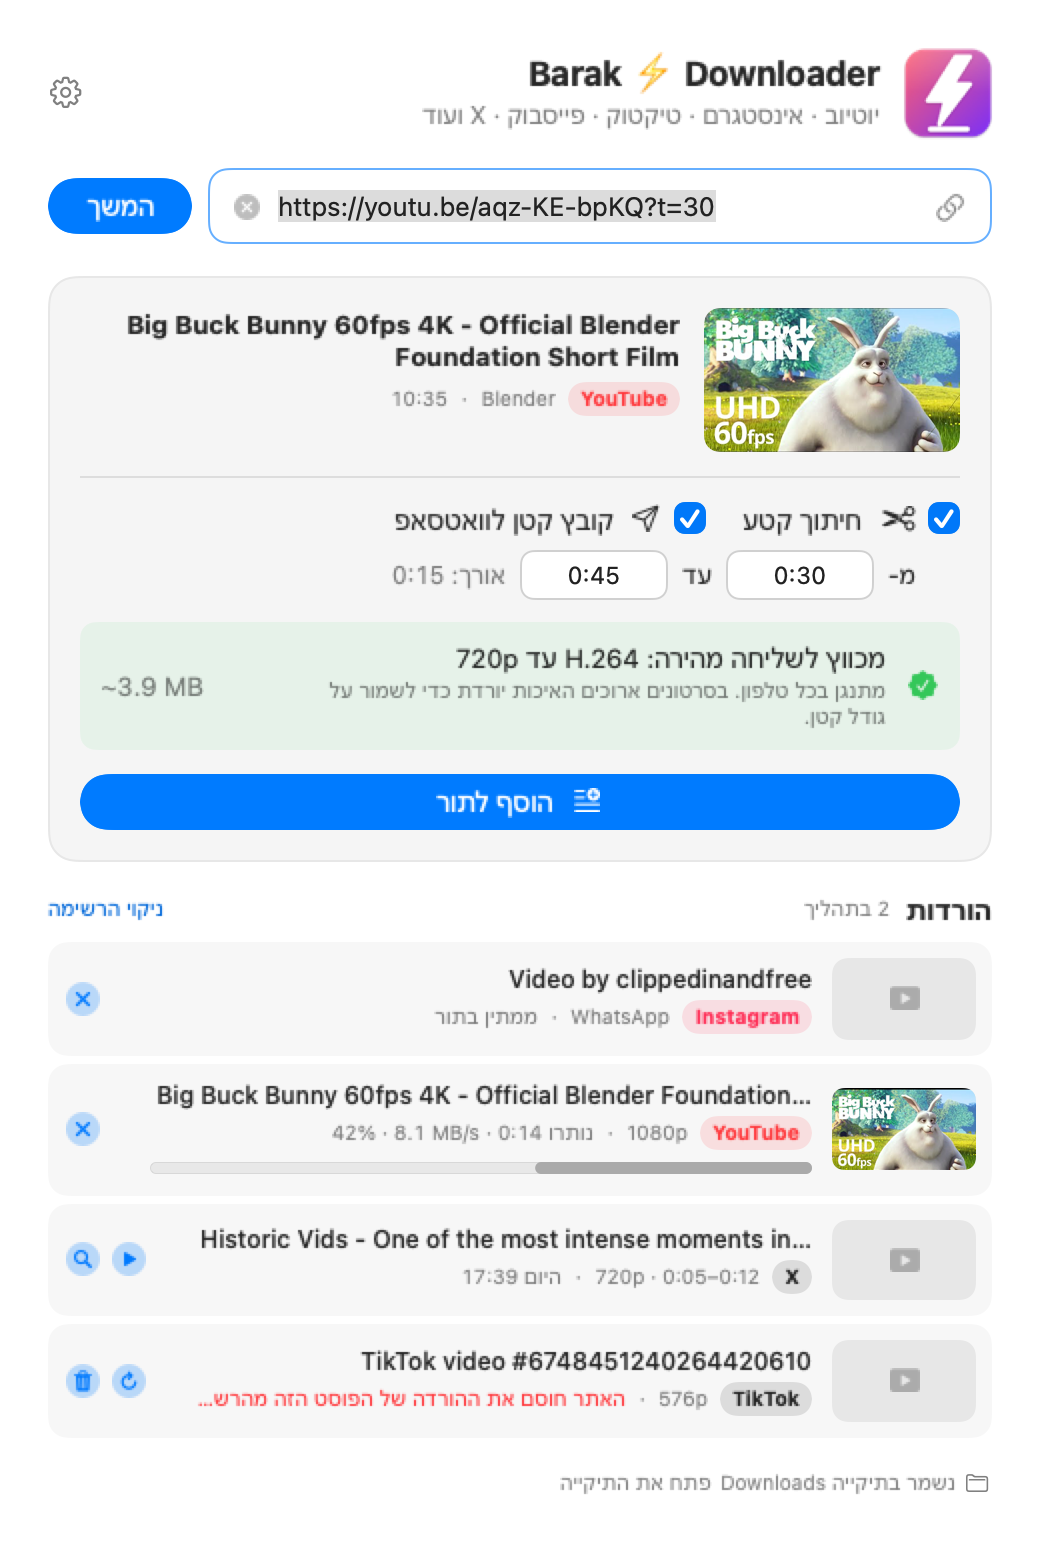 Barak ⚡ Downloader
יוטיוב · אינסטגרם · טיקטוק · פייסבוק · X ועוד
https://youtu.be/aqz-KE-bpKQ?t=30
המשך
Big Buck BUNNY
UHD
60fps
Big Buck Bunny 60fps 4K - Official Blender
Foundation Short Film
YouTube Blender · 10:35
חיתוך קטע קובץ קטן לוואטסאפ
מ- 0:30 עד 0:45 אורך: 0:15
מכווץ לשליחה מהירה: H.264 עד 720p
מתנגן בכל טלפון. בסרטונים ארוכים האיכות יורדת כדי לשמור על
גודל קטן.
~3.9 MB
הוסף לתור
הורדות 2 בתהליך
ניקוי הרשימה
Video by clippedinandfree
Instagram WhatsApp · ממתין בתור
Big Buck BUNNY
UHD
60fps
Big Buck Bunny 60fps 4K - Official Blender Foundation...
YouTube 1080p · נותרו 0:14 · 8.1 MB/s · 42%
Historic Vids - One of the most intense moments in...
X 720p · 0:05–0:12 · היום 17:39
TikTok video #6748451240264420610
TikTok 576p · האתר חוסם את ההורדה של הפוסט הזה מהרש...
נשמר בתיקייה Downloads פתח את התיקייה